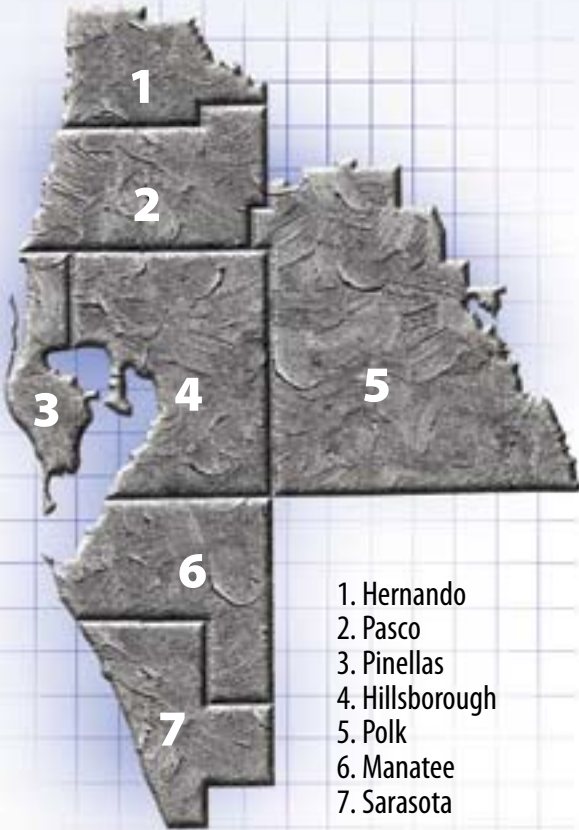 1
2
3
4
5
6
7
1. Hernando
2. Pasco
3. Pinellas
4. Hillsborough
5. Polk
6. Manatee
7. Sarasota